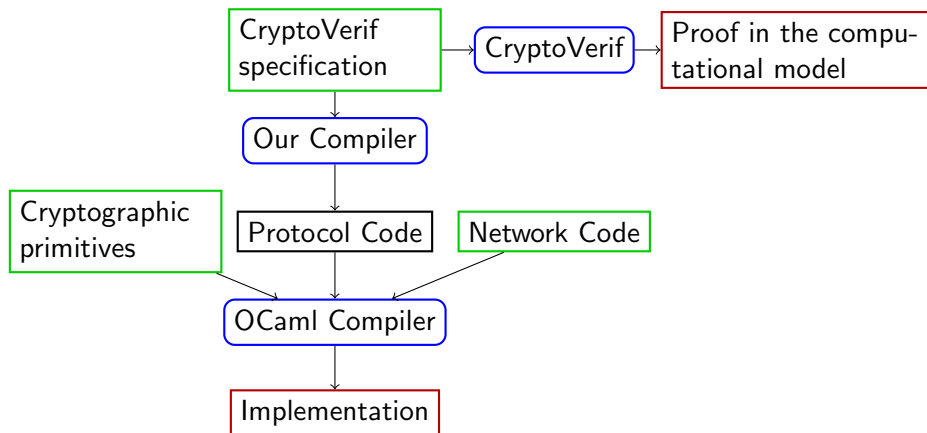 CryptoVerif
specification
CryptoVerif
Proof in the compu-
tational model
Our Compiler
Cryptographic
primitives
Protocol Code
Network Code
OCaml Compiler
Implementation